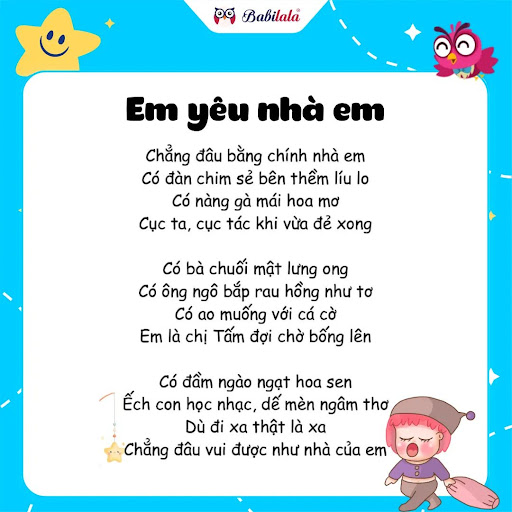 Babilala
Em yêu nhà em
Chẳng đâu bằng chính nhà em
Có đàn chim sẻ bên thềm líu lo
Có nàng gà mái hoa mơ
Cục ta, cục tác khi vừa đẻ xong
Có bà chuối mật lưng ong
Có ông ngô bắp rau hồng như tơ
Có ao muống với cá cờ
Em là chị Tấm đợi chờ bống lên
Có đầm ngào ngạt hoa sen
Ếch con học nhạc, dế mèn ngâm thơ
Dù đi xa thật là xa
Chẳng đâu vui được như nhà của em